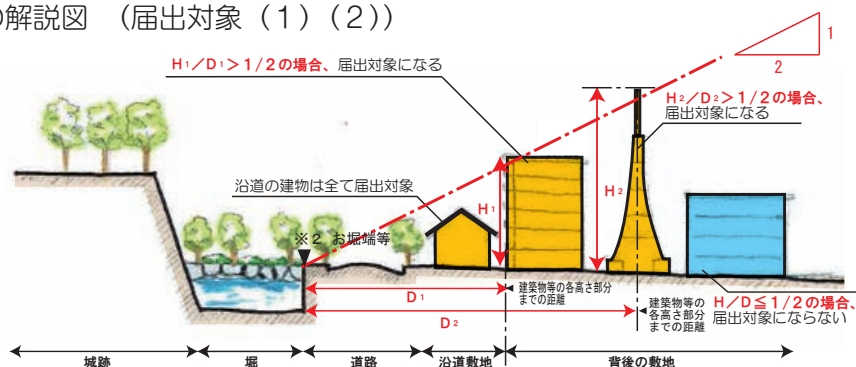 の解説図 （届出対象（1）（2））
1
2
H1／D1＞1/2の場合、届出対象になる
H2／D2＞1/2の場合、
届出対象になる
沿道の建物は全て届出対象
※2 お堀端等
H1
H2
D1
建築物等の各高さ部分
までの距離
D2
建築物等の
各高さ部分
までの距離
H／D≦1/2の場合、
届出対象にならない
城跡
堀
道路
沿道敷地
背後の敷地